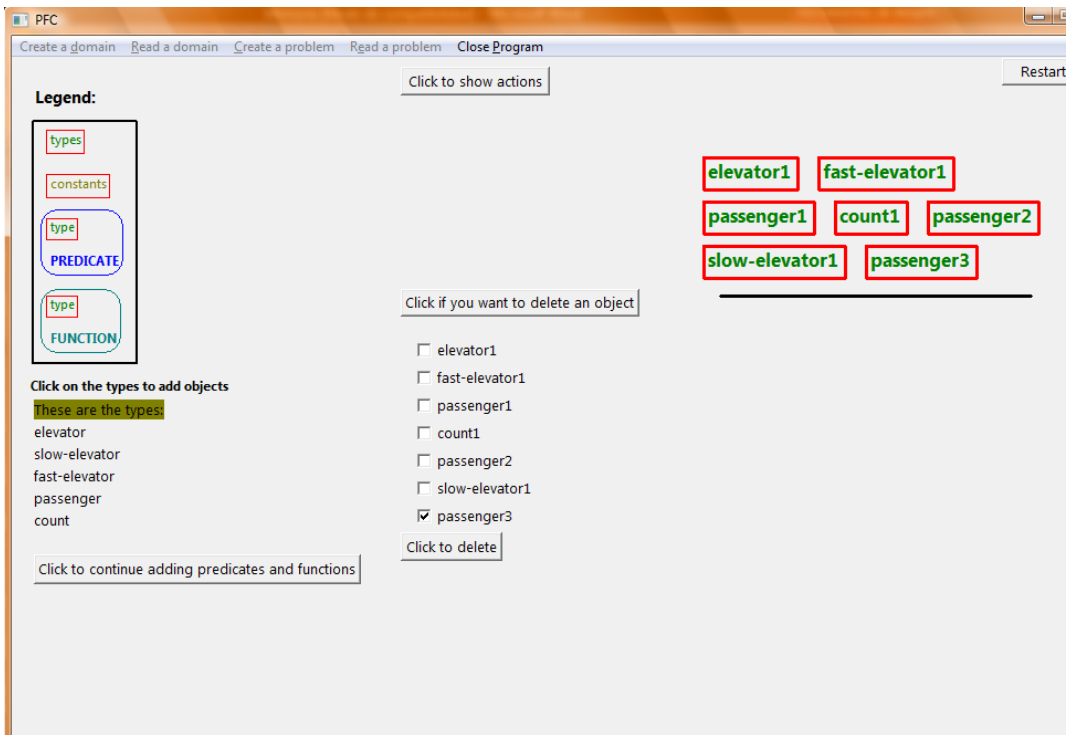 PFC
Create a domain Read a domain Create a problem Read a problem Close Program
Click to show actions
Restart
Legend:
types
constants
type
PREDICATE
type
FUNCTION
Click on the types to add objects
These are the types:
elevator
slow-elevator
fast-elevator
passenger
count
Click to continue adding predicates and functions
Click if you want to delete an object
elevator1
fast-elevator1
passenger1
count1
passenger2
slow-elevator1
passenger3
Click to delete
elevator1 fast-elevator1
passenger1 count1 passenger2
slow-elevator1 passenger3